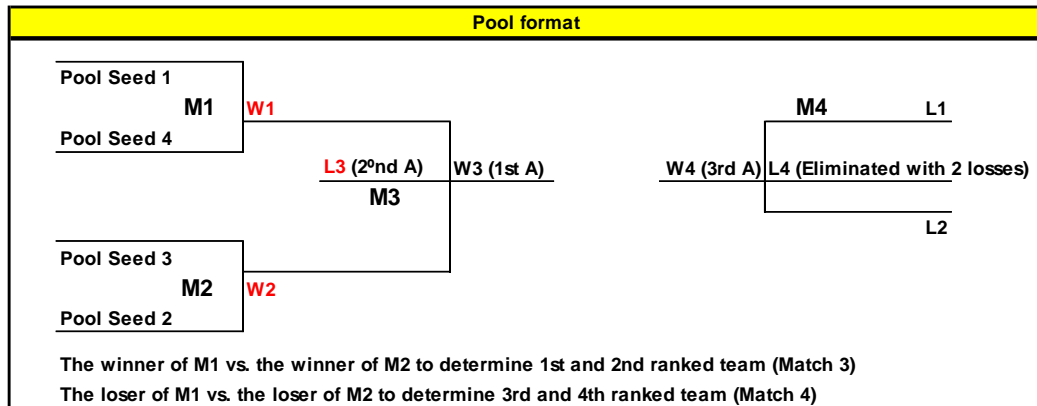 Pool format
Pool Seed 1
M1 W1
Pool Seed 4
L3 (2ºnd A) W3 (1st A)
M3
Pool Seed 3
M2 W2
Pool Seed 2
M4 L1
W4 (3rd A) L4 (Eliminated with 2 losses)
L2
The winner of M1 vs. the winner of M2 to determine 1st and 2nd ranked team (Match 3)
The loser of M1 vs. the loser of M2 to determine 3rd and 4th ranked team (Match 4)